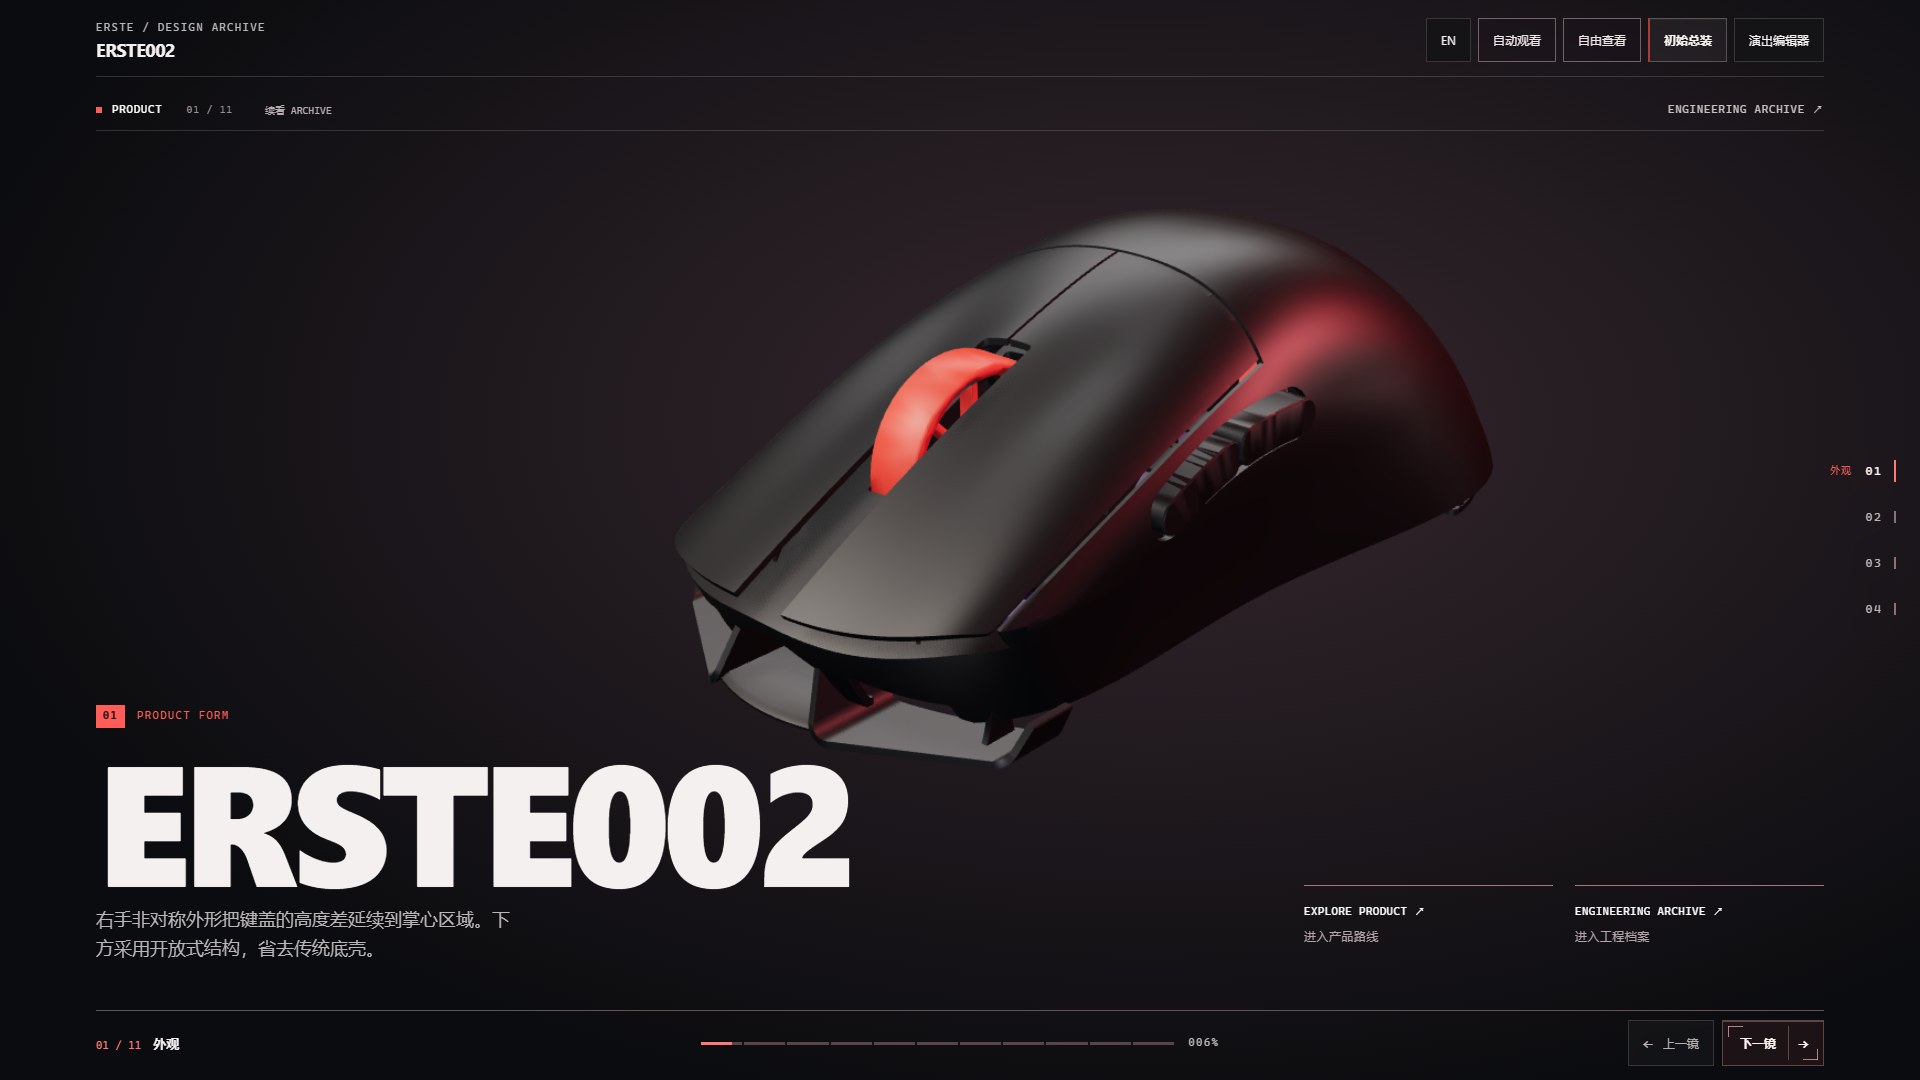 ERSTE / DESIGN ARCHIVE
ERSTE002
EN
自动观看
自由查看
初始总装
演出编辑器
PRODUCT
01 / 11
续看 ARCHIVE
ENGINEERING ARCHIVE ↗
外观 01
02
03
04
01 PRODUCT FORM
ERSTE002
右手非对称外形把键盖的高度差延续到掌心区域。下
方采用开放式结构，省去传统底壳。
EXPLORE PRODUCT ↗
进入产品路线
ENGINEERING ARCHIVE ↗
进入工程档案
01 / 11 外观
006%
← 上一镜
下一镜 →